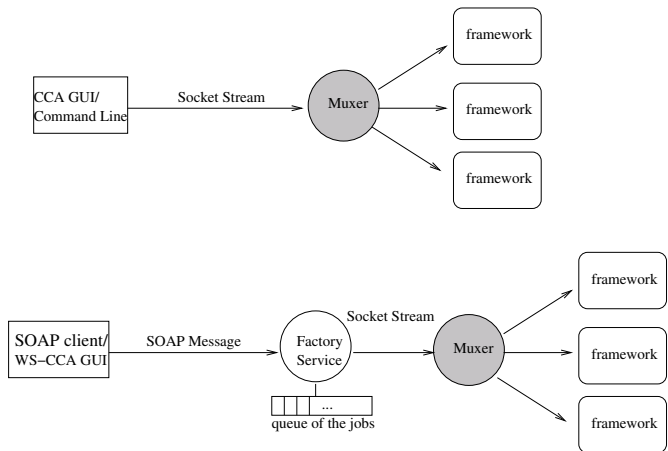 framework
CCA GUI/
Command Line
Socket Stream
Muxer
framework
framework
framework
SOAP client/
WS-CCA GUI
SOAP Message
Factory
Service
Socket Stream
Muxer
framework
framework
...
queue of the jobs